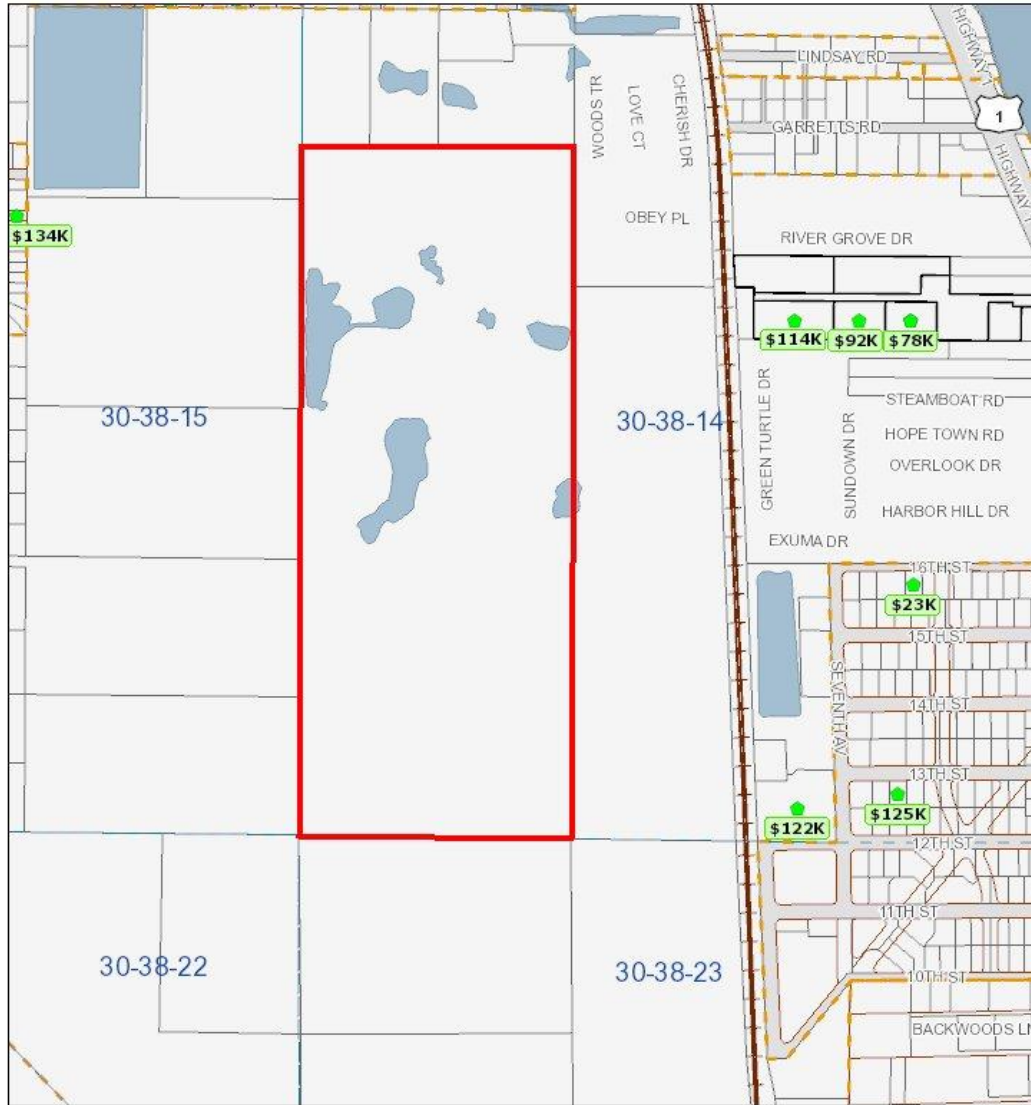 LINDSAY RD
HIGHWAY 1
1
WOODS TR
LOVE CT
CHERISH DR
GARRETTS RD
HIGHWAY
OBEY PL
$134K
RIVER GROVE DR
$114K
$92K
$78K
30-38-15
30-38-14
GREEN TURTLE DR
SUNDOWN DR
STEAMBOAT RD
HOPE TOWN RD
OVERLOOK DR
HARBOR HILL DR
EXUMA DR
16TH ST
$23K
15TH ST
SEVENTH AV
14TH ST
13TH ST
$122K
$125K
12TH ST
11TH ST
30-38-22
30-38-23
10TH ST
BACKWOODS LN